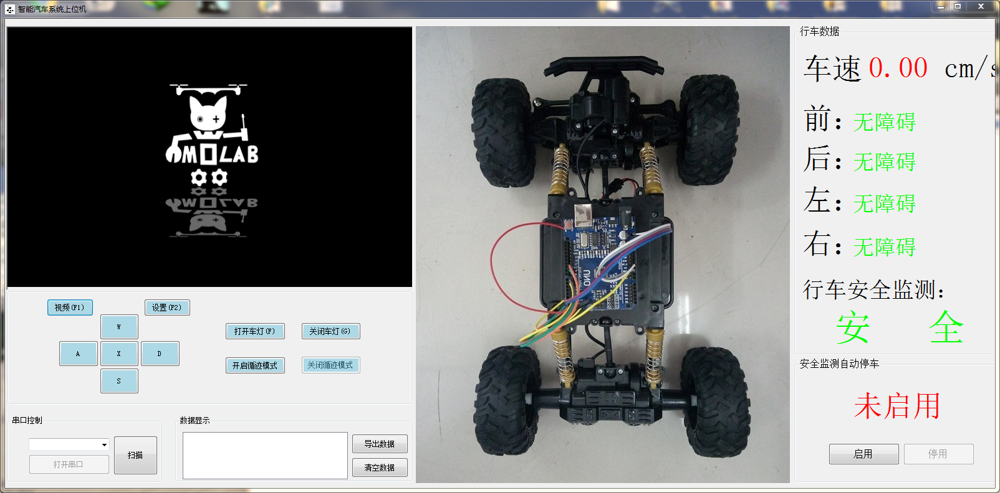 智能汽车系统上位机
OMOLAB
视频(F1)
设置(F2)
W
A
X
D
S
打开车灯(F)
关闭车灯(G)
开启循迹模式
关闭循迹模式
串口控制
打开串口
扫描
数据显示
导出数据
清空数据
UNO
行车数据
车速 0.00 cm/s
前：无障碍
后：无障碍
左：无障碍
右：无障碍
行车安全监测：
安 全
安全监测自动停车
未启用
启用
停用